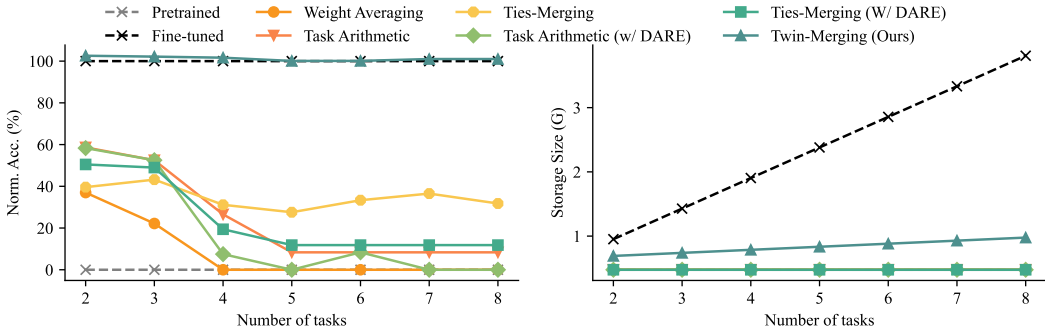 Pretrained Weight Averaging Ties-Merging Ties-Merging (W/ DARE)
Fine-tuned Task Arithmetic Task Arithmetic (w/ DARE) Twin-Merging (Ours)
Norm. Acc. (%)
100
80
60
40
20
0
2 3 4 5 6 7 8
Number of tasks
Storage Size (G)
3
2
1
2 3 4 5 6 7 8
Number of tasks